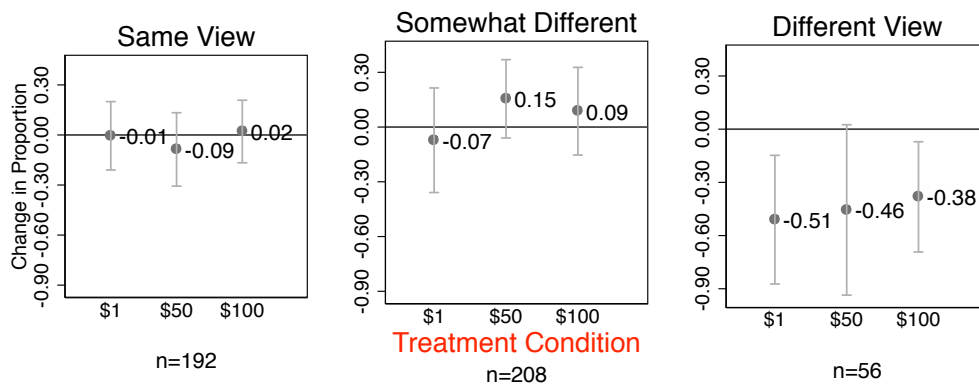 Same View
Somewhat Different
Different View
Change in Proportion
0.30
0.00
-0.30
-0.60
-0.90
-0.01
-0.09
0.02
$1 $50 $100
n=192
0.30
0.00
-0.30
-0.60
-0.90
-0.07
0.15
0.09
$1 $50 $100
Treatment Condition
n=208
0.30
0.00
-0.30
-0.60
-0.90
-0.51
-0.46
-0.38
$1 $50 $100
n=56